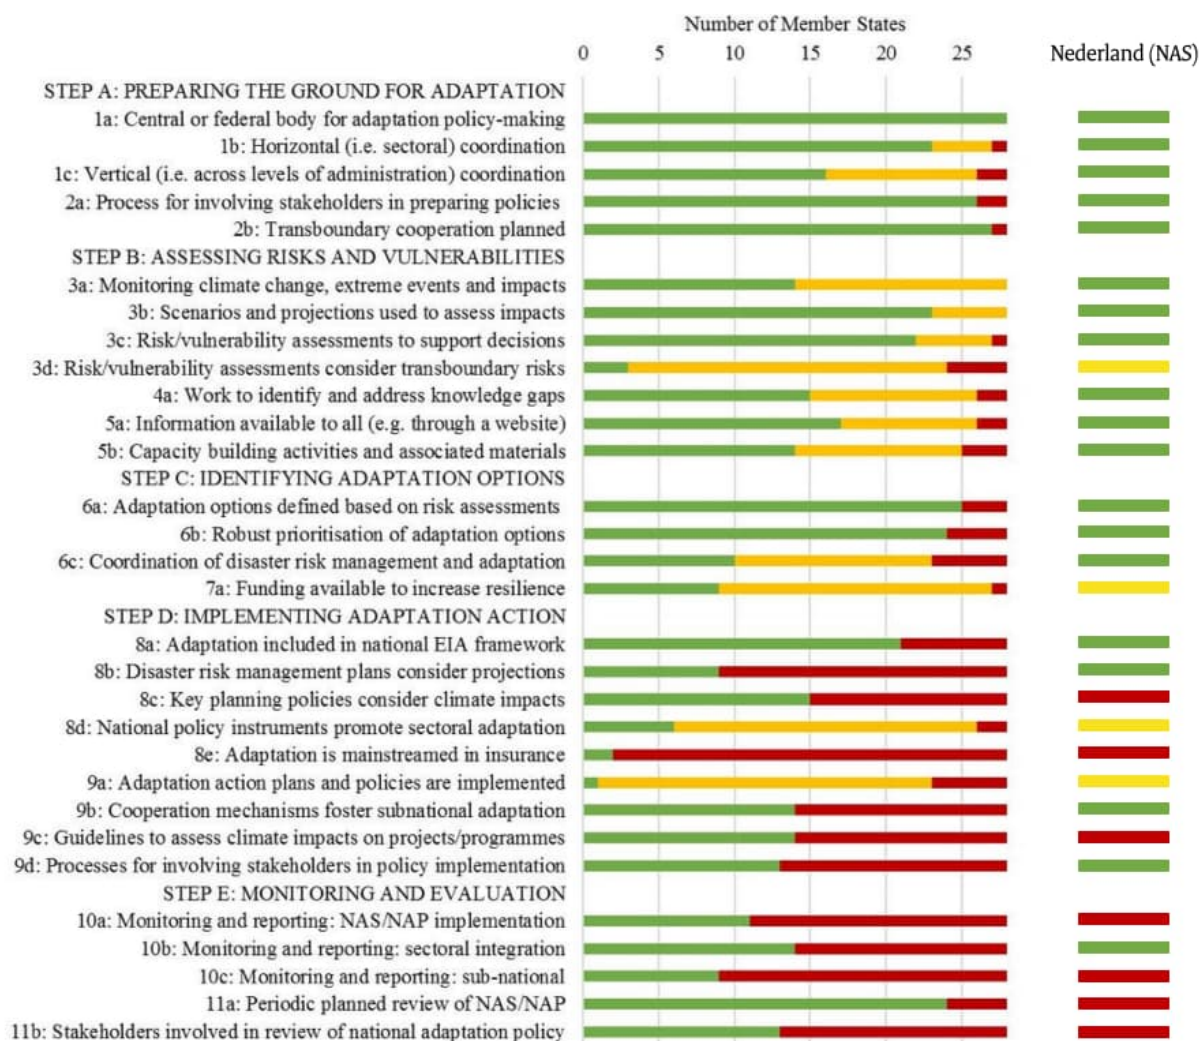 Number of Member States
0 5 10 15 20 25 Nederland (NAS)
STEP A: PREPARING THE GROUND FOR ADAPTATION
1a: Central or federal body for adaptation policy-making
1b: Horizontal (i.e. sectoral) coordination
1c: Vertical (i.e. across levels of administration) coordination
2a: Process for involving stakeholders in preparing policies
2b: Transboundary cooperation planned
STEP B: ASSESSING RISKS AND VULNERABILITIES
3a: Monitoring climate change, extreme events and impacts
3b: Scenarios and projections used to assess impacts
3c: Risk/vulnerability assessments to support decisions
3d: Risk/vulnerability assessments consider transboundary risks
4a: Work to identify and address knowledge gaps
5a: Information available to all (e.g. through a website)
5b: Capacity building activities and associated materials
STEP C: IDENTIFYING ADAPTATION OPTIONS
6a: Adaptation options defined based on risk assessments
6b: Robust prioritisation of adaptation options
6c: Coordination of disaster risk management and adaptation
7a: Funding available to increase resilience
STEP D: IMPLEMENTING ADAPTATION ACTION
8a: Adaptation included in national EIA framework
8b: Disaster risk management plans consider projections
8c: Key planning policies consider climate impacts
8d: National policy instruments promote sectoral adaptation
8e: Adaptation is mainstreamed in insurance
9a: Adaptation action plans and policies are implemented
9b: Cooperation mechanisms foster subnational adaptation
9c: Guidelines to assess climate impacts on projects/programmes
9d: Processes for involving stakeholders in policy implementation
STEP E: MONITORING AND EVALUATION
10a: Monitoring and reporting: NAS/NAP implementation
10b: Monitoring and reporting: sectoral integration
10c: Monitoring and reporting: sub-national
11a: Periodic planned review of NAS/NAP
11b: Stakeholders involved in review of national adaptation policy